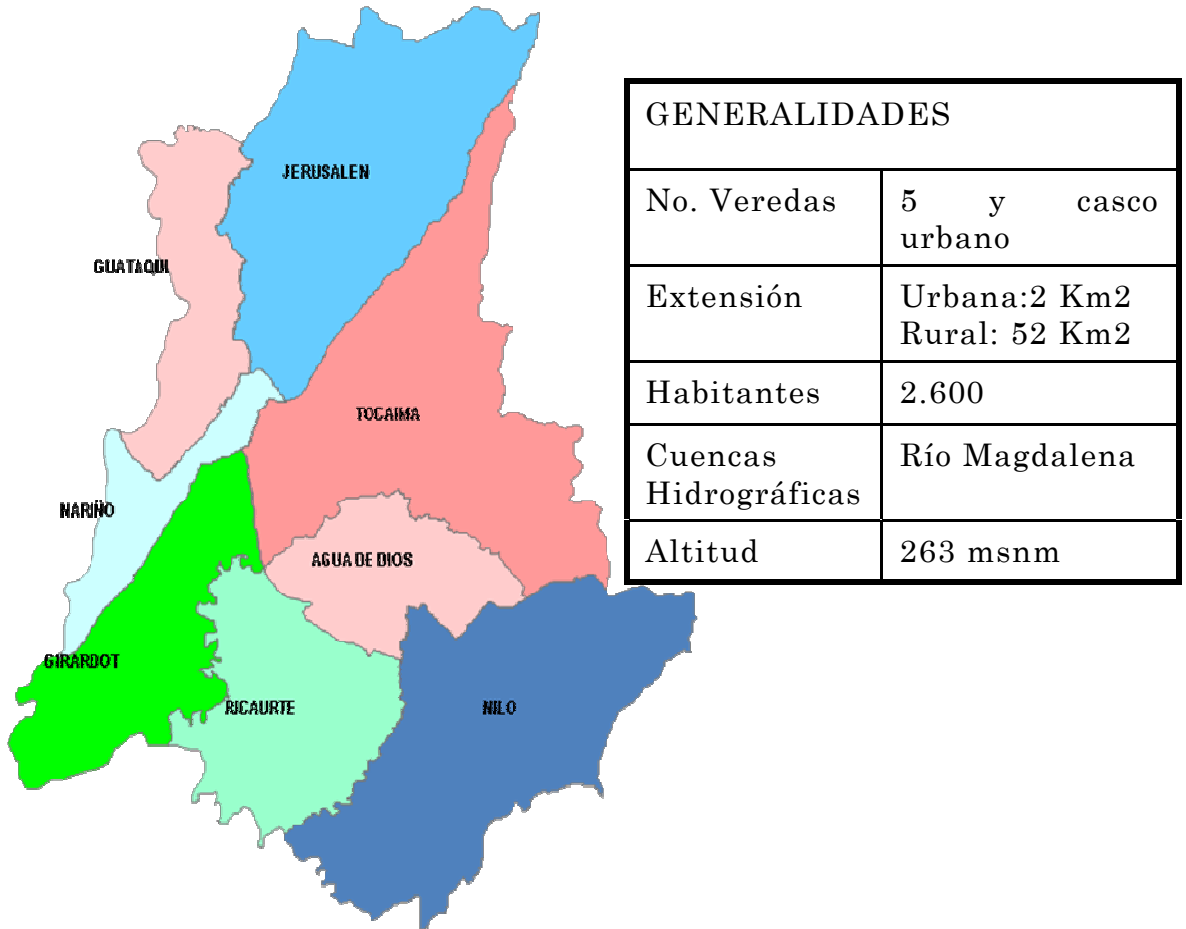 JERUSALEN
GUATAQUI
TOCAIMA
NARIÑO
AGUA DE DIOS
GIRARDOT
RICAURTE
NILO
GENERALIDADES
No. Veredas
5 y casco
urbano
Extensión
Urbana:2 Km2
Rural: 52 Km2
Habitantes
2.600
Cuencas
Hidrográficas
Río Magdalena
Altitud
263 msnm